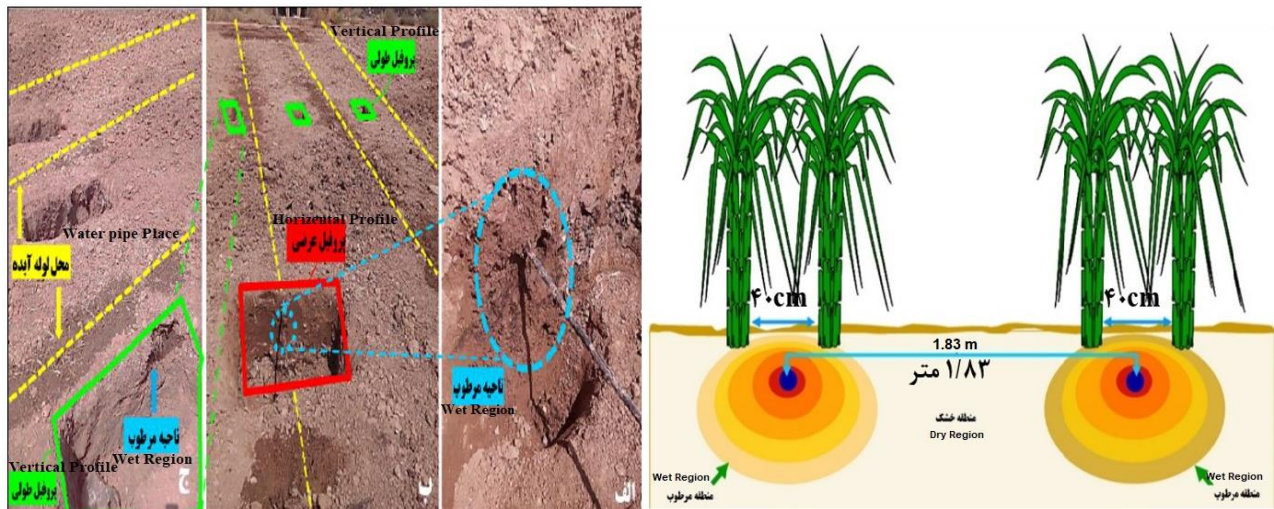 Vertical Profile
پروفیل طولی
Horizental Profile
پروفیل عرضی
Water pipe Place
محل لوله آبده
ناحیه مرطوب
Wet Region
Vertical Profile
پروفیل طولی
ج
ب
ناحیه مرطوب
Wet Region
الف
۴۰cm
۴۰cm
1.83 m
۱/۸۳ متر
منطقه خشک
Dry Region
Wet Region
منطقه مرطوب
Wet Region
منطقه مرطوب